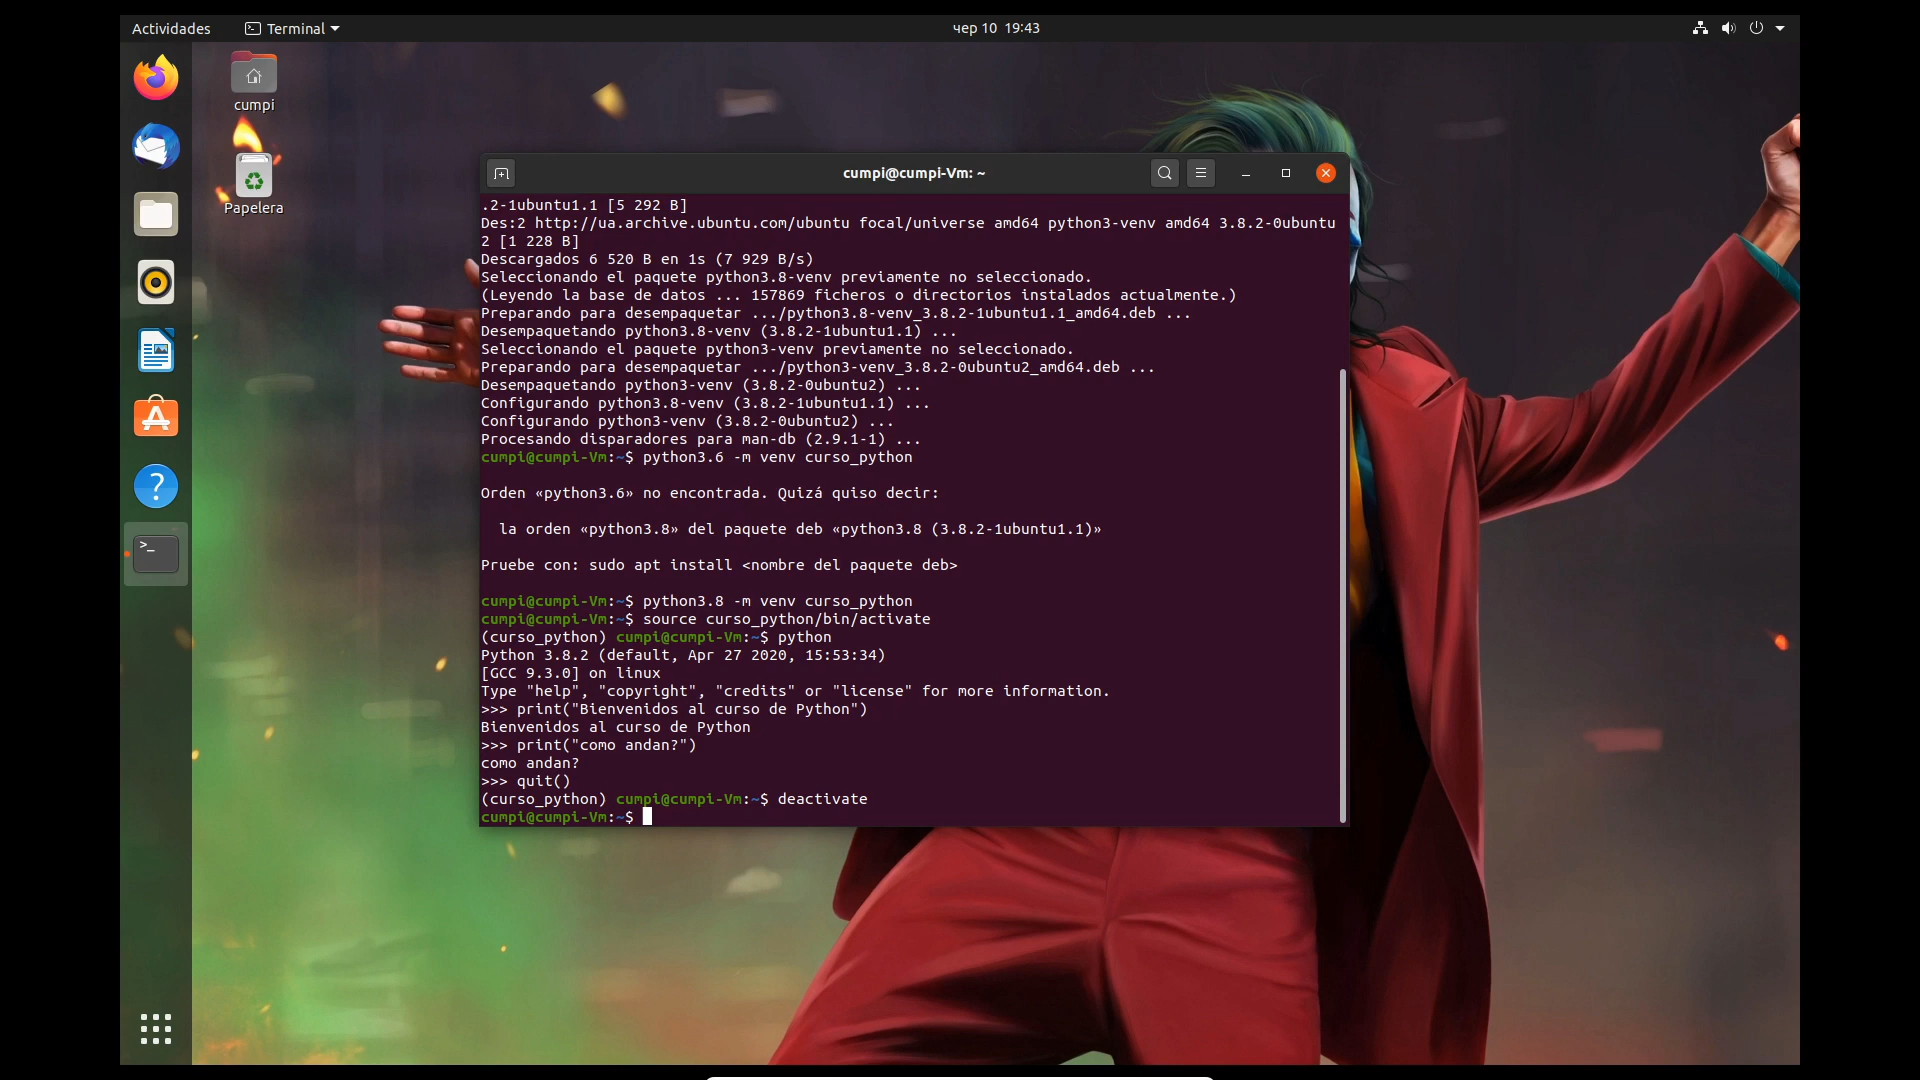 Actividades
Terminal
чер 10 19:43
cumpi
Papelera
cumpi@cumpi-Vm: ~
.2-1ubuntu1.1 [5 292 B]
Des:2 http://ua.archive.ubuntu.com/ubuntu focal/universe amd64 python3-venv amd64 3.8.2-0ubuntu
2 [1 228 B]
Descargados 6 520 B en 1s (7 929 B/s)
Seleccionando el paquete python3.8-venv previamente no seleccionado.
(Leyendo la base de datos ... 157869 ficheros o directorios instalados actualmente.)
Preparando para desempaquetar .../python3.8-venv_3.8.2-1ubuntu1.1_amd64.deb ...
Desempaquetando python3.8-venv (3.8.2-1ubuntu1.1) ...
Seleccionando el paquete python3-venv previamente no seleccionado.
Preparando para desempaquetar .../python3-venv_3.8.2-0ubuntu2_amd64.deb ...
Desempaquetando python3-venv (3.8.2-0ubuntu2) ...
Configurando python3.8-venv (3.8.2-1ubuntu1.1) ...
Configurando python3-venv (3.8.2-0ubuntu2) ...
Procesando disparadores para man-db (2.9.1-1) ...
cumpi@cumpi-Vm:~$ python3.6 -m venv curso_python
Orden «python3.6» no encontrada. Quizá quiso decir:
la orden «python3.8» del paquete deb «python3.8 (3.8.2-1ubuntu1.1)»
Pruebe con: sudo apt install <nombre del paquete deb>
cumpi@cumpi-Vm:~$ python3.8 -m venv curso_python
cumpi@cumpi-Vm:~$ source curso_python/bin/activate
(curso_python) cumpi@cumpi-Vm:~$ python
Python 3.8.2 (default, Apr 27 2020, 15:53:34)
[GCC 9.3.0] on linux
Type "help", "copyright", "credits" or "license" for more information.
>>> print("Bienvenidos al curso de Python")
Bienvenidos al curso de Python
>>> print("como andan?")
como andan?
>>> quit()
(curso_python) cumpi@cumpi-Vm:~$ deactivate
cumpi@cumpi-Vm:~$